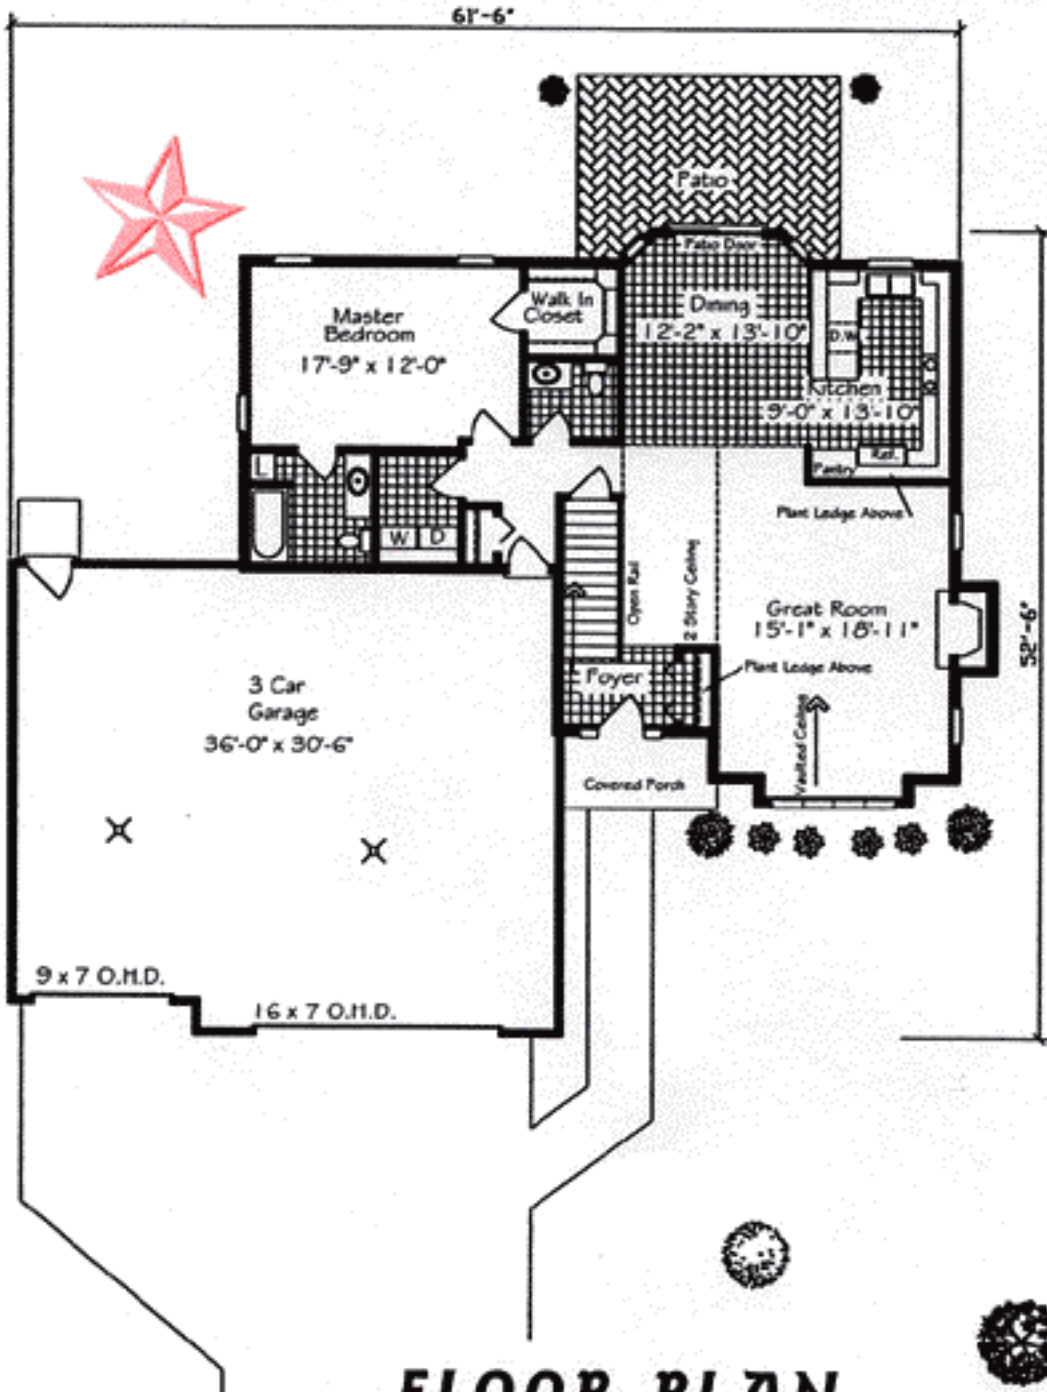 61'-6"
Patio
Patio Door
Walk In
Closet
Master
Bedroom
17'-9" x 12'-0"
Dining
12'-2" x 13'-10"
D.W
Kitchen
9'-0" x 13'-10"
Ref.
Pantry
L
W D
Plant Ledge Above
Open Rail
2 Story Ceiling
Great Room
15'-1" x 18'-11"
52'-6"
Foyer
Plant Ledge Above
3 Car
Garage
36'-0" x 30'-6"
Vaulted Ceiling
Covered Porch
9 x 7 O.H.D.
16 x 7 O.H.D.
FLOOR PLAN